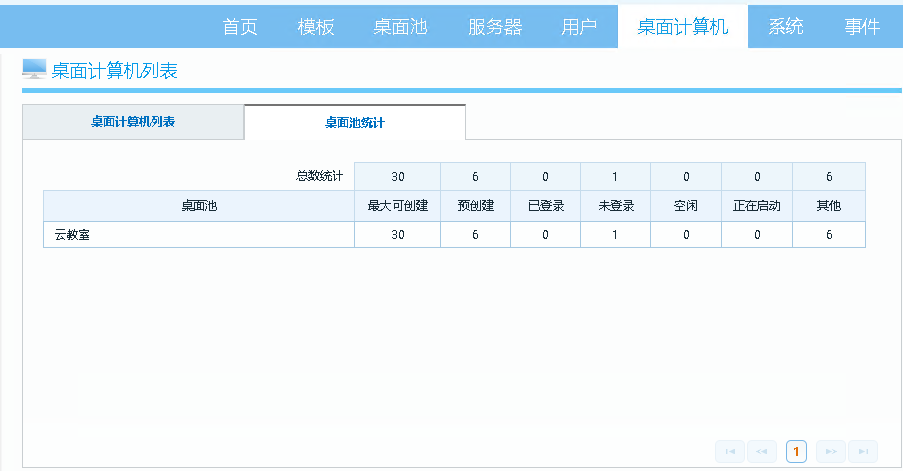 首页 模板 桌面池 服务器 用户 桌面计算机 系统 事件
桌面计算机列表
桌面计算机列表 桌面池统计
总数统计 30 6 0 1 0 0 6
桌面池 最大可创建 预创建 已登录 未登录 空闲 正在启动 其他
云教室 30 6 0 1 0 0 6
1